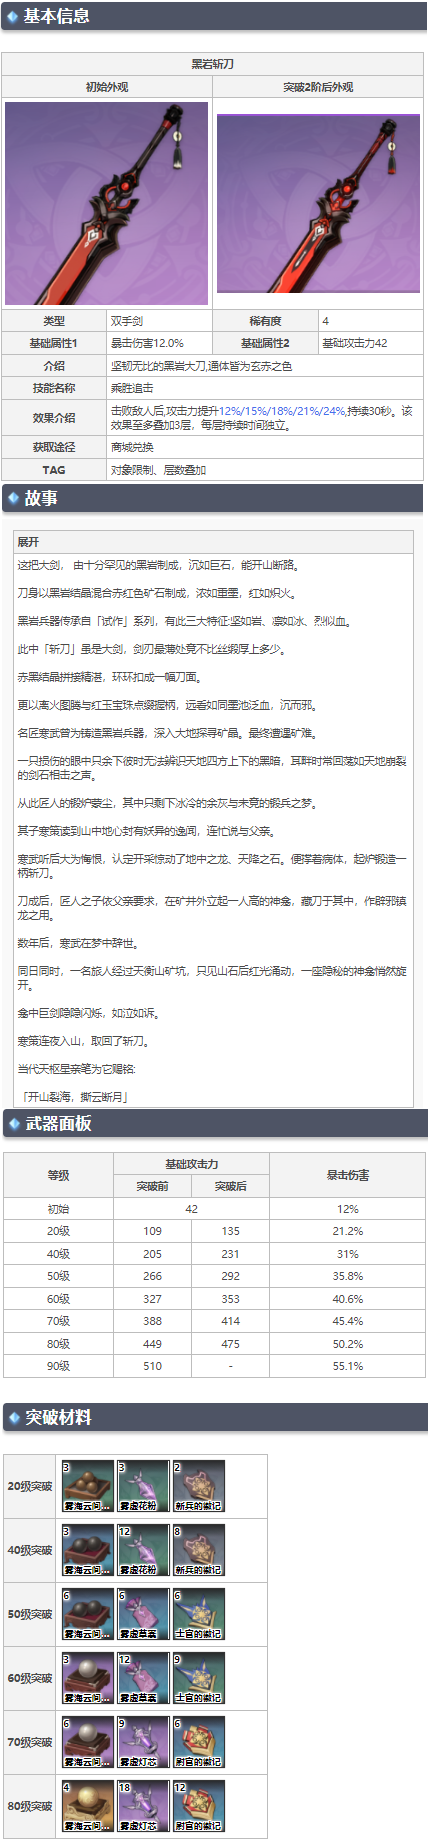 基本信息
黑岩斩刀
初始外观 突破2阶后外观
类型 双手剑 稀有度 4
基础属性1 暴击伤害12.0% 基础属性2 基础攻击力42
介绍 坚韧无比的黑岩大刀,通体皆为玄赤之色
技能名称 乘胜追击
效果介绍 击败敌人后,攻击力提升12%/15%/18%/21%/24%,持续30秒。该
效果至多叠加3层，每层持续时间独立。
获取途径 商城兑换
TAG 对象限制、层数叠加
故事
展开
这把大剑， 由十分罕见的黑岩制成，沉如巨石，能开山断路。
刀身以黑岩结晶混合赤红色矿石制成，浓如重墨，红如炽火。
黑岩兵器传承自「试作」系列，有此三大特征:坚如岩、凛如冰、烈似血。
此中「斩刀」虽是大剑，剑刃最薄处竟不比丝缎厚上多少。
赤黑结晶拼接精湛，环环扣成一幅刀面。
更以离火图腾与红玉宝珠点缀握柄，远看如同墨池泛血，沉而邪。
名匠寒武曾为铸造黑岩兵器，深入大地探寻矿晶。最终遭遇矿难。
一只损伤的眼中只余下彼时无法辨识天地四方上下的黑暗，耳畔时常回荡如天地崩裂
的剑石相击之声。
从此匠人的锻炉蒙尘，其中只剩下冰冷的余灰与未竟的锻兵之梦。
其子寒策读到山中地心封有妖异的逸闻，连忙说与父亲。
寒武听后大为悔恨，认定开采惊动了地中之龙、天降之石。便撑着病体，起炉锻造一
柄斩刀。
刀成后，匠人之子依父亲要求，在矿井外立起一人高的神龛，藏刀于其中，作辟邪镇
龙之用。
数年后，寒武在梦中辞世。
同日同时，一名旅人经过天衡山矿坑，只见山石后红光涌动，一座隐秘的神龛悄然旋
开。
龛中巨剑隐隐闪烁，如泣如诉。
寒策连夜入山，取回了斩刀。
当代天枢星亲笔为它赐铭:
「开山裂海，撕云断月」
武器面板
等级 基础攻击力 暴击伤害
突破前 突破后
初始 42 12%
20级 109 135 21.2%
40级 205 231 31%
50级 266 292 35.8%
60级 327 353 40.6%
70级 388 414 45.4%
80级 449 475 50.2%
90级 510 - 55.1%
突破材料
20级突破 3 雾海云间... 3 雾虚花粉 2 新兵的徽记
40级突破 3 雾海云间... 12 雾虚花粉 8 新兵的徽记
50级突破 6 雾海云间... 6 雾虚草囊 6 士官的徽记
60级突破 3 雾海云间... 12 雾虚草囊 9 士官的徽记
70级突破 6 雾海云间... 9 雾虚灯芯 6 尉官的徽记
80级突破 4 雾海云间... 18 雾虚灯芯 12 尉官的徽记